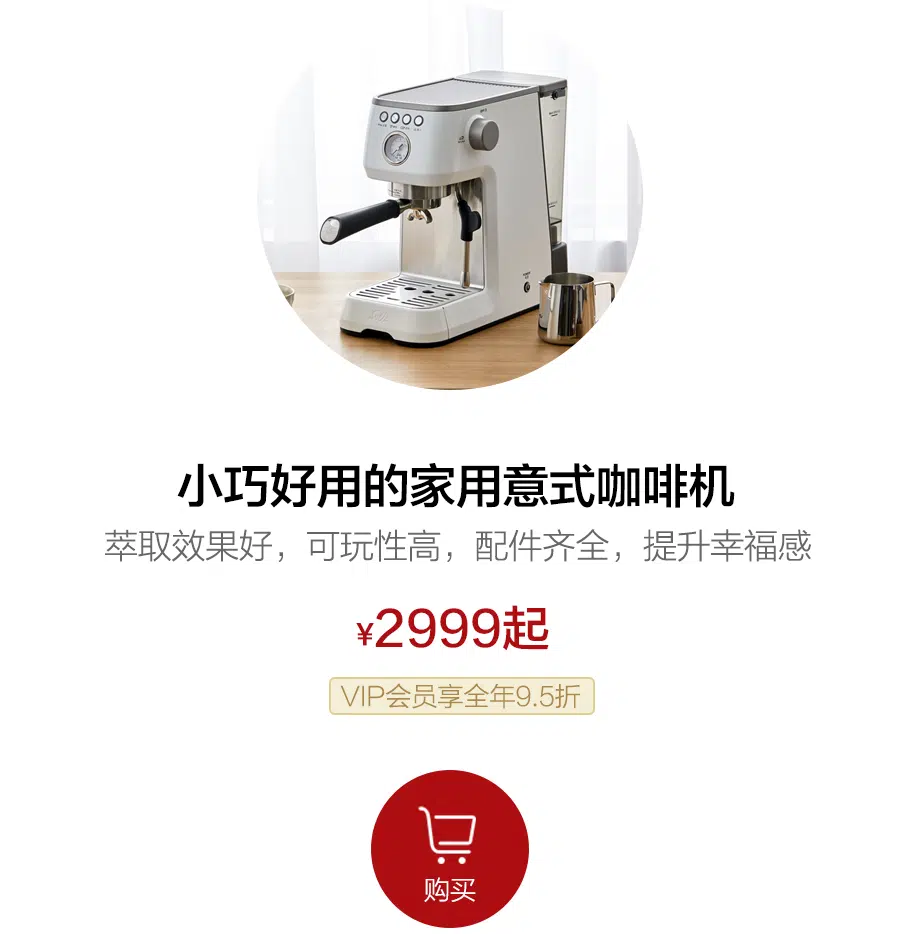 小巧好用的家用意式咖啡机
萃取效果好，可玩性高，配件齐全，提升幸福感
¥2999起
VIP会员享全年9.5折
购买